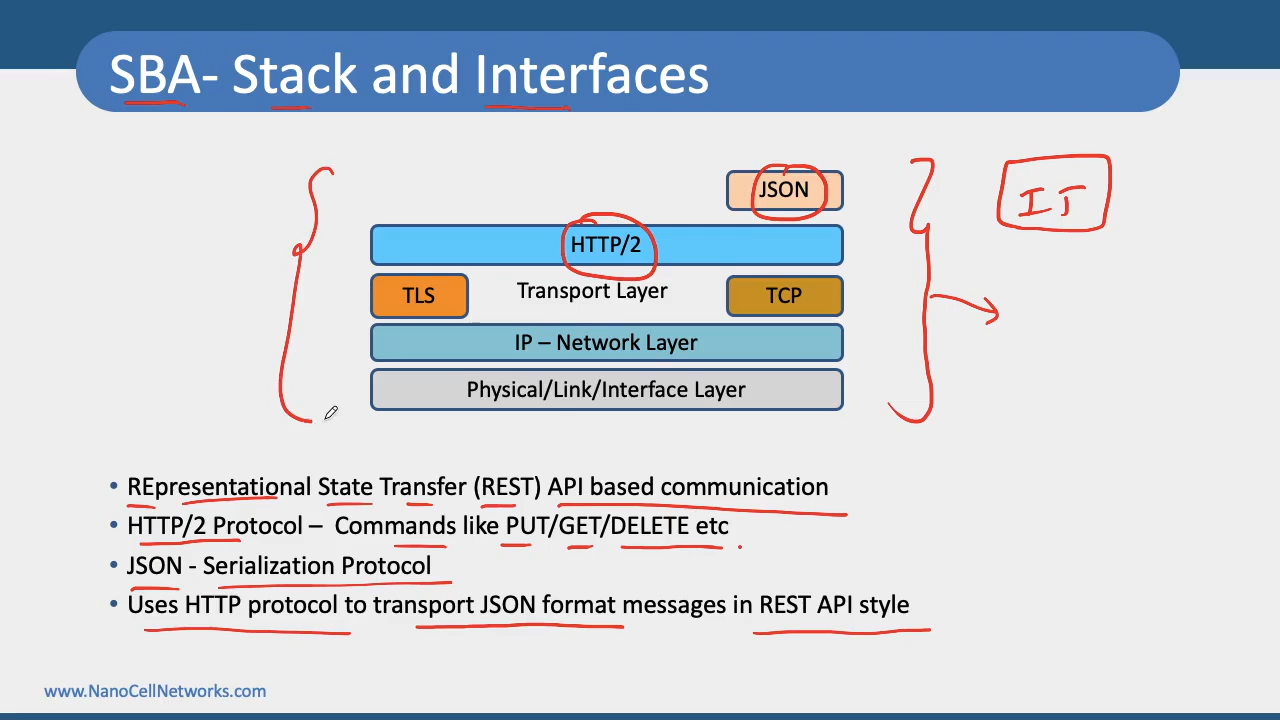 SBA- Stack and Interfaces
JSON
IT
HTTP/2
TLS
Transport Layer
TCP
IP – Network Layer
Physical/Link/Interface Layer
• REpresentational State Transfer (REST) API based communication
• HTTP/2 Protocol – Commands like PUT/GET/DELETE etc
• JSON - Serialization Protocol
• Uses HTTP protocol to transport JSON format messages in REST API style
www.NanoCellNetworks.com